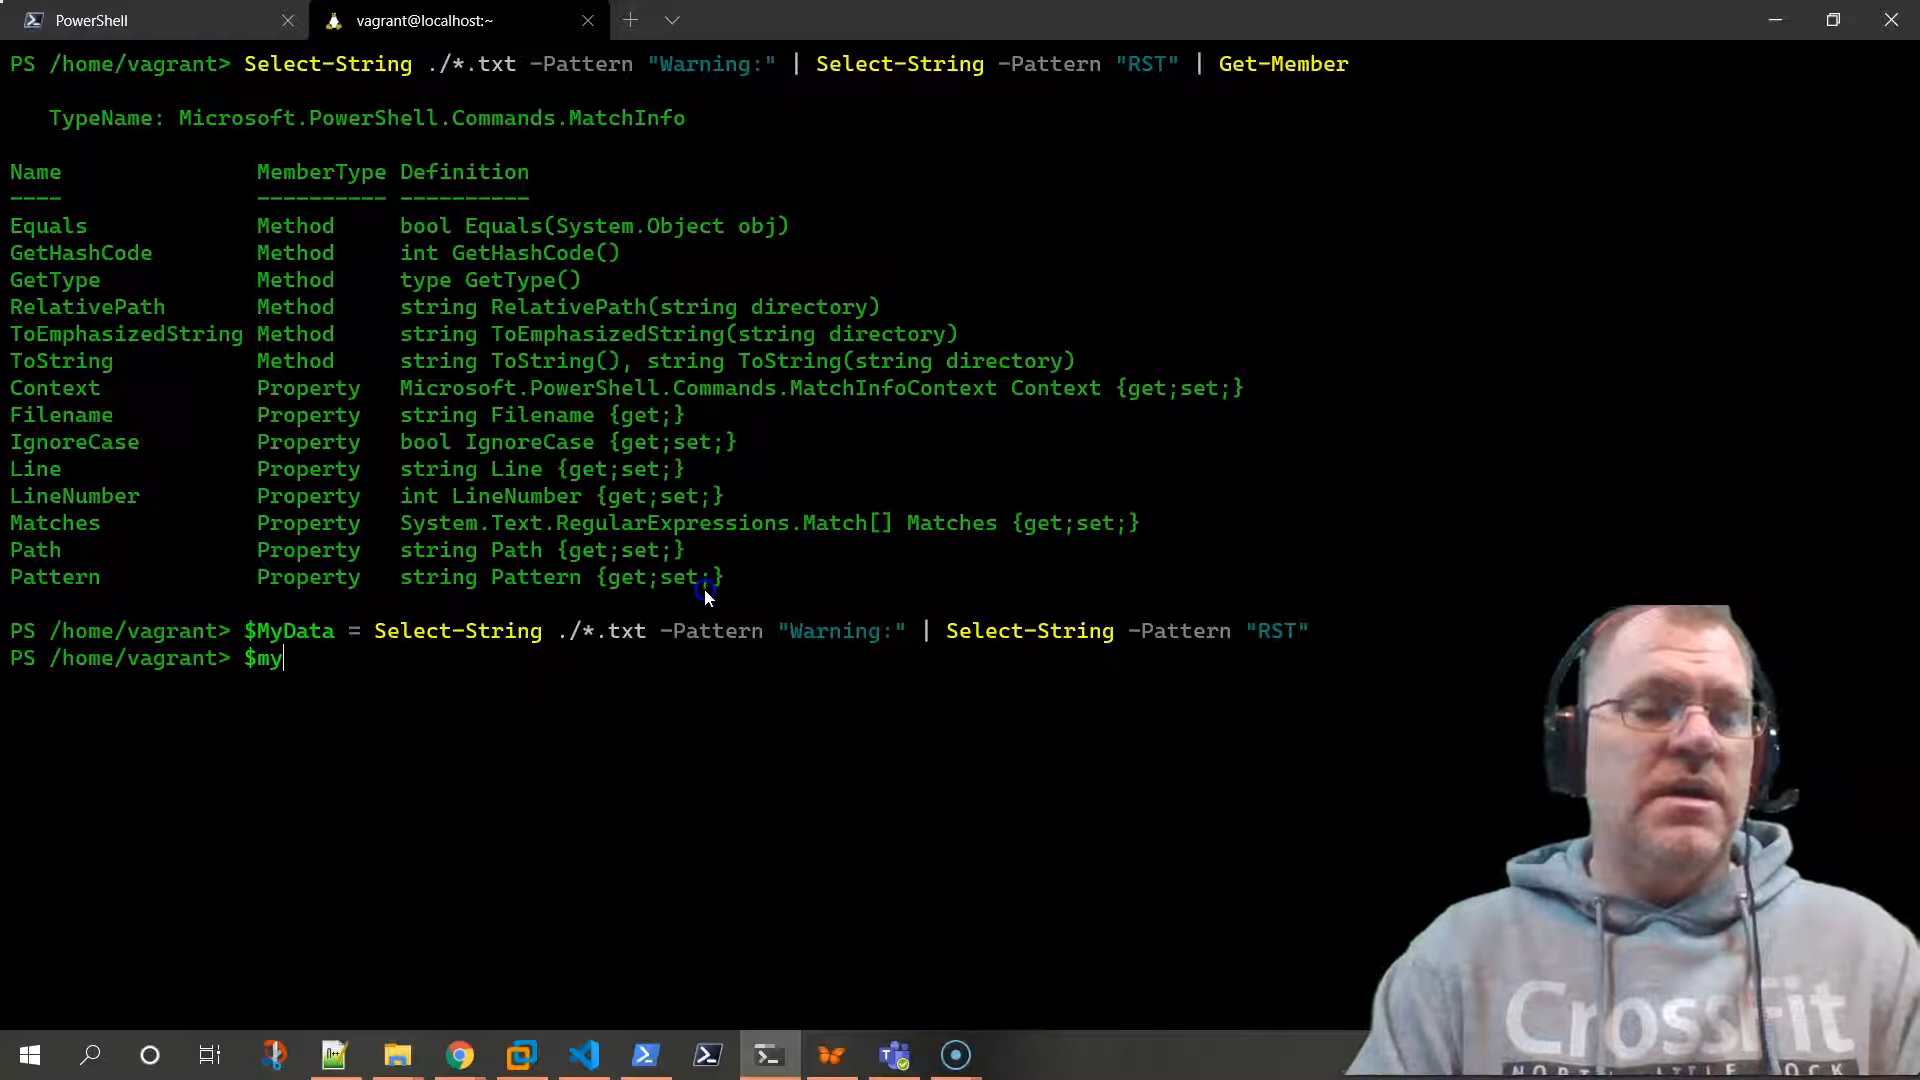 PowerShell
vagrant@localhost:~
PS /home/vagrant> Select-String ./*.txt -Pattern "Warning:" | Select-String -Pattern "RST" | Get-Member
TypeName: Microsoft.PowerShell.Commands.MatchInfo
Name MemberType Definition
---- ---------- ----------
Equals Method bool Equals(System.Object obj)
GetHashCode Method int GetHashCode()
GetType Method type GetType()
RelativePath Method string RelativePath(string directory)
ToEmphasizedString Method string ToEmphasizedString(string directory)
ToString Method string ToString(), string ToString(string directory)
Context Property Microsoft.PowerShell.Commands.MatchInfoContext Context {get;set;}
Filename Property string Filename {get;}
IgnoreCase Property bool IgnoreCase {get;set;}
Line Property string Line {get;set;}
LineNumber Property int LineNumber {get;set;}
Matches Property System.Text.RegularExpressions.Match[] Matches {get;set;}
Path Property string Path {get;set;}
Pattern Property string Pattern {get;set;}
PS /home/vagrant> $MyData = Select-String ./*.txt -Pattern "Warning:" | Select-String -Pattern "RST"
PS /home/vagrant> $my
CrossFit